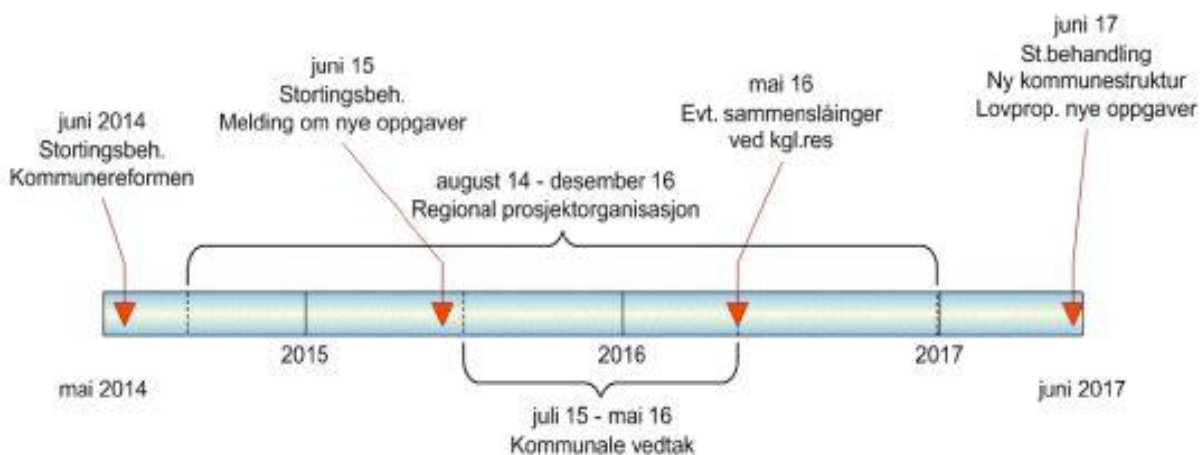 juni 2014
Stortingsbeh.
Kommunereformen
juni 15
Stortingsbeh.
Melding om nye oppgaver
august 14 - desember 16
Regional prosjektorganisasjon
mai 16
Evt. sammenslåinger
ved kgl.res
juni 17
St.behandling
Ny kommunestruktur
Lovprop. nye oppgaver
2015
2016
2017
mai 2014
juni 2017
juli 15 - mai 16
Kommunale vedtak